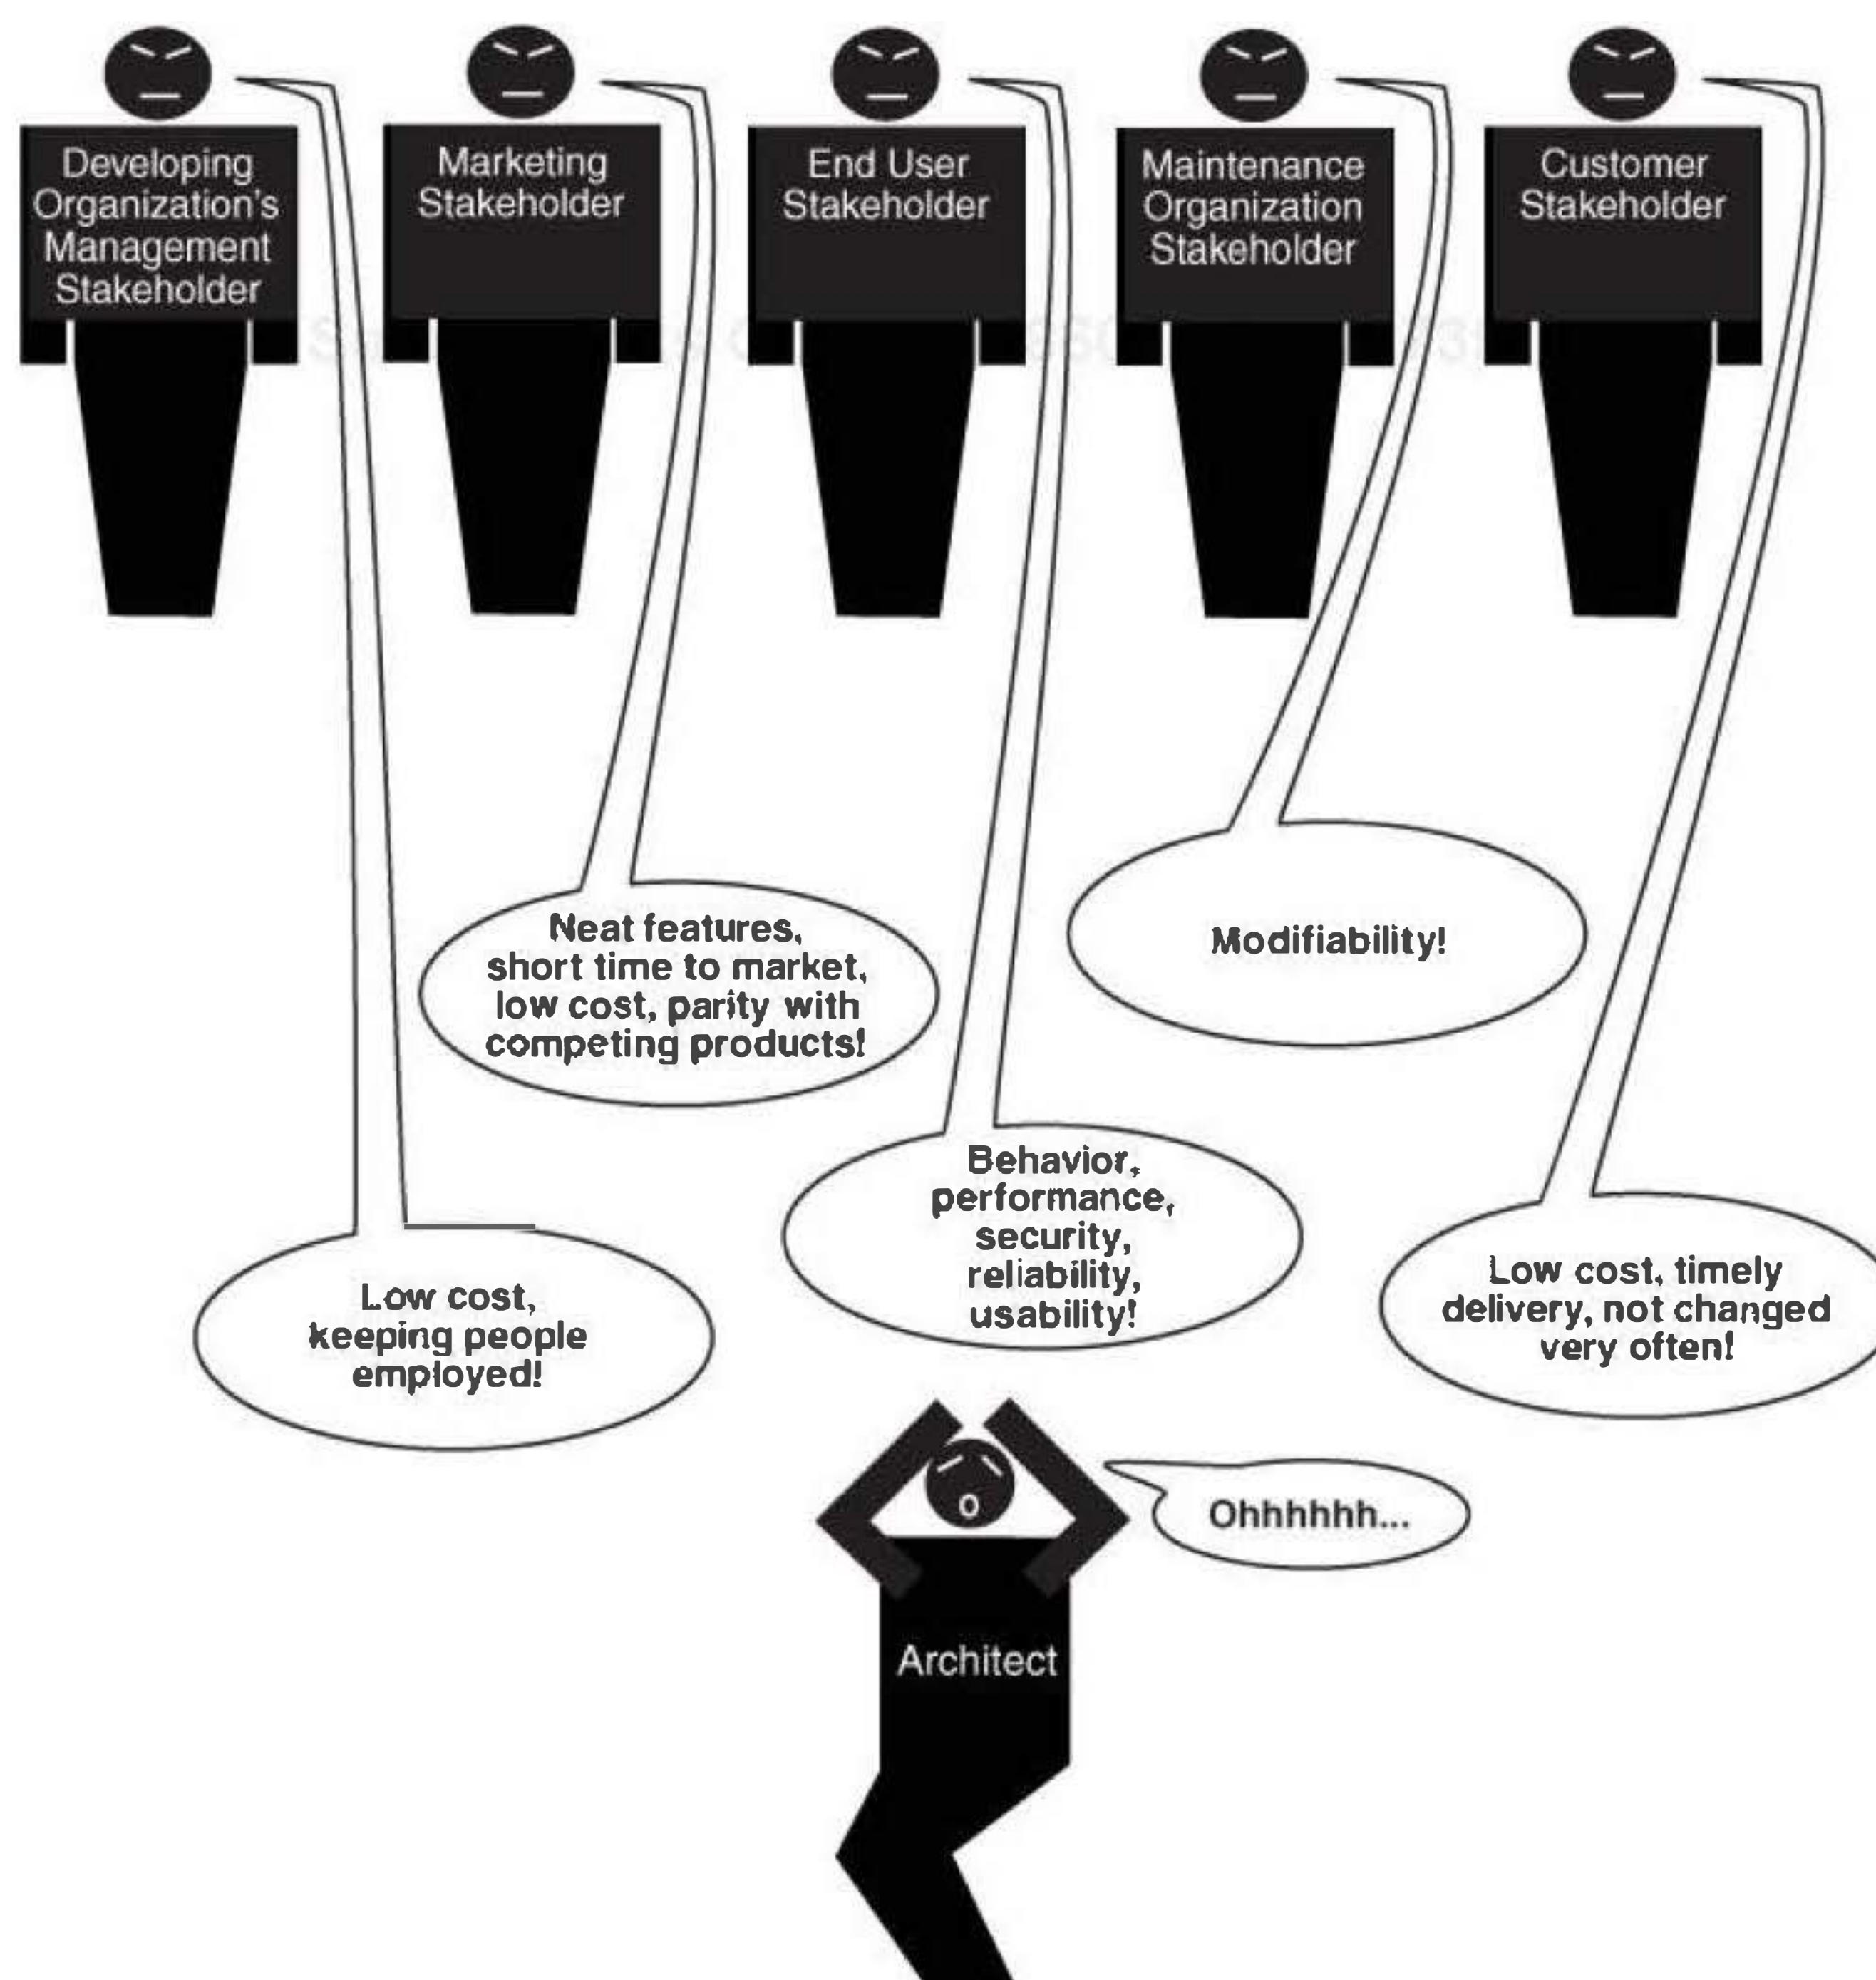 Developing
Organization's
Management
Stakeholder
Marketing
Stakeholder
End User
Stakeholder
Maintenance
Organization
Stakeholder
Customer
Stakeholder
Neat features,
short time to market,
low cost, parity with
competing products!
Modifiability!
Behavior,
performance,
security,
reliability,
usability!
Low cost,
keeping people
employed!
Low cost, timely
delivery, not changed
very often!
Ohhhhhh...
Architect